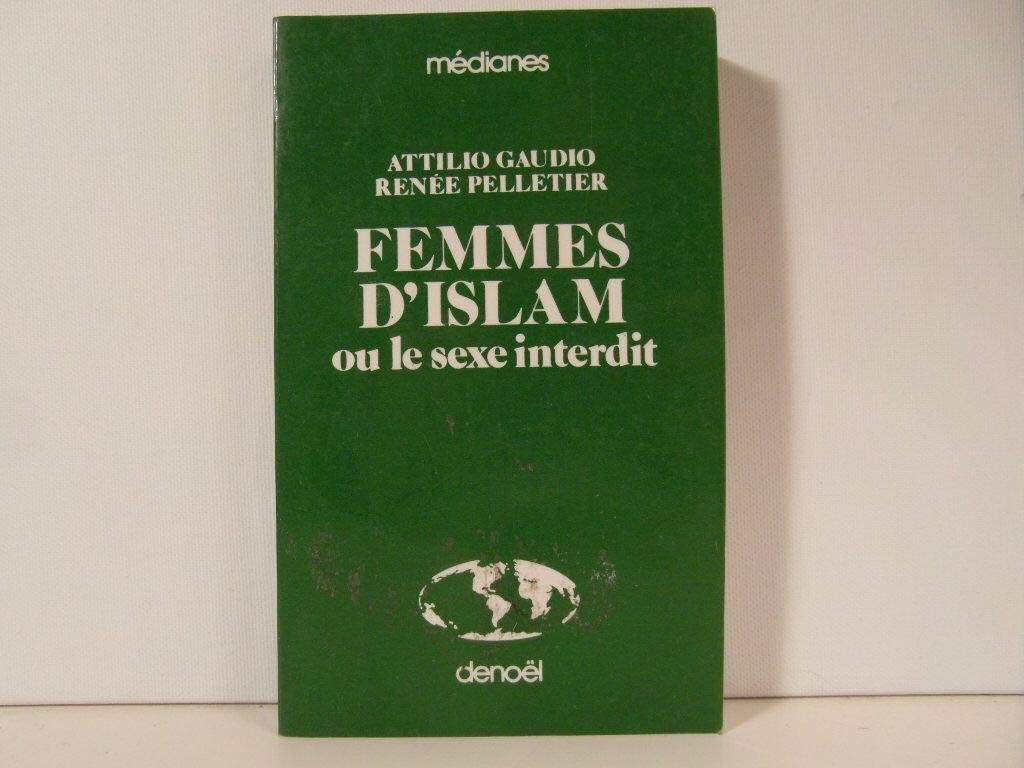 médianes
ATTILIO GAUDIO
RENÉE PELLETIER
FEMMES
D'ISLAM
ou le sexe interdit
denoël